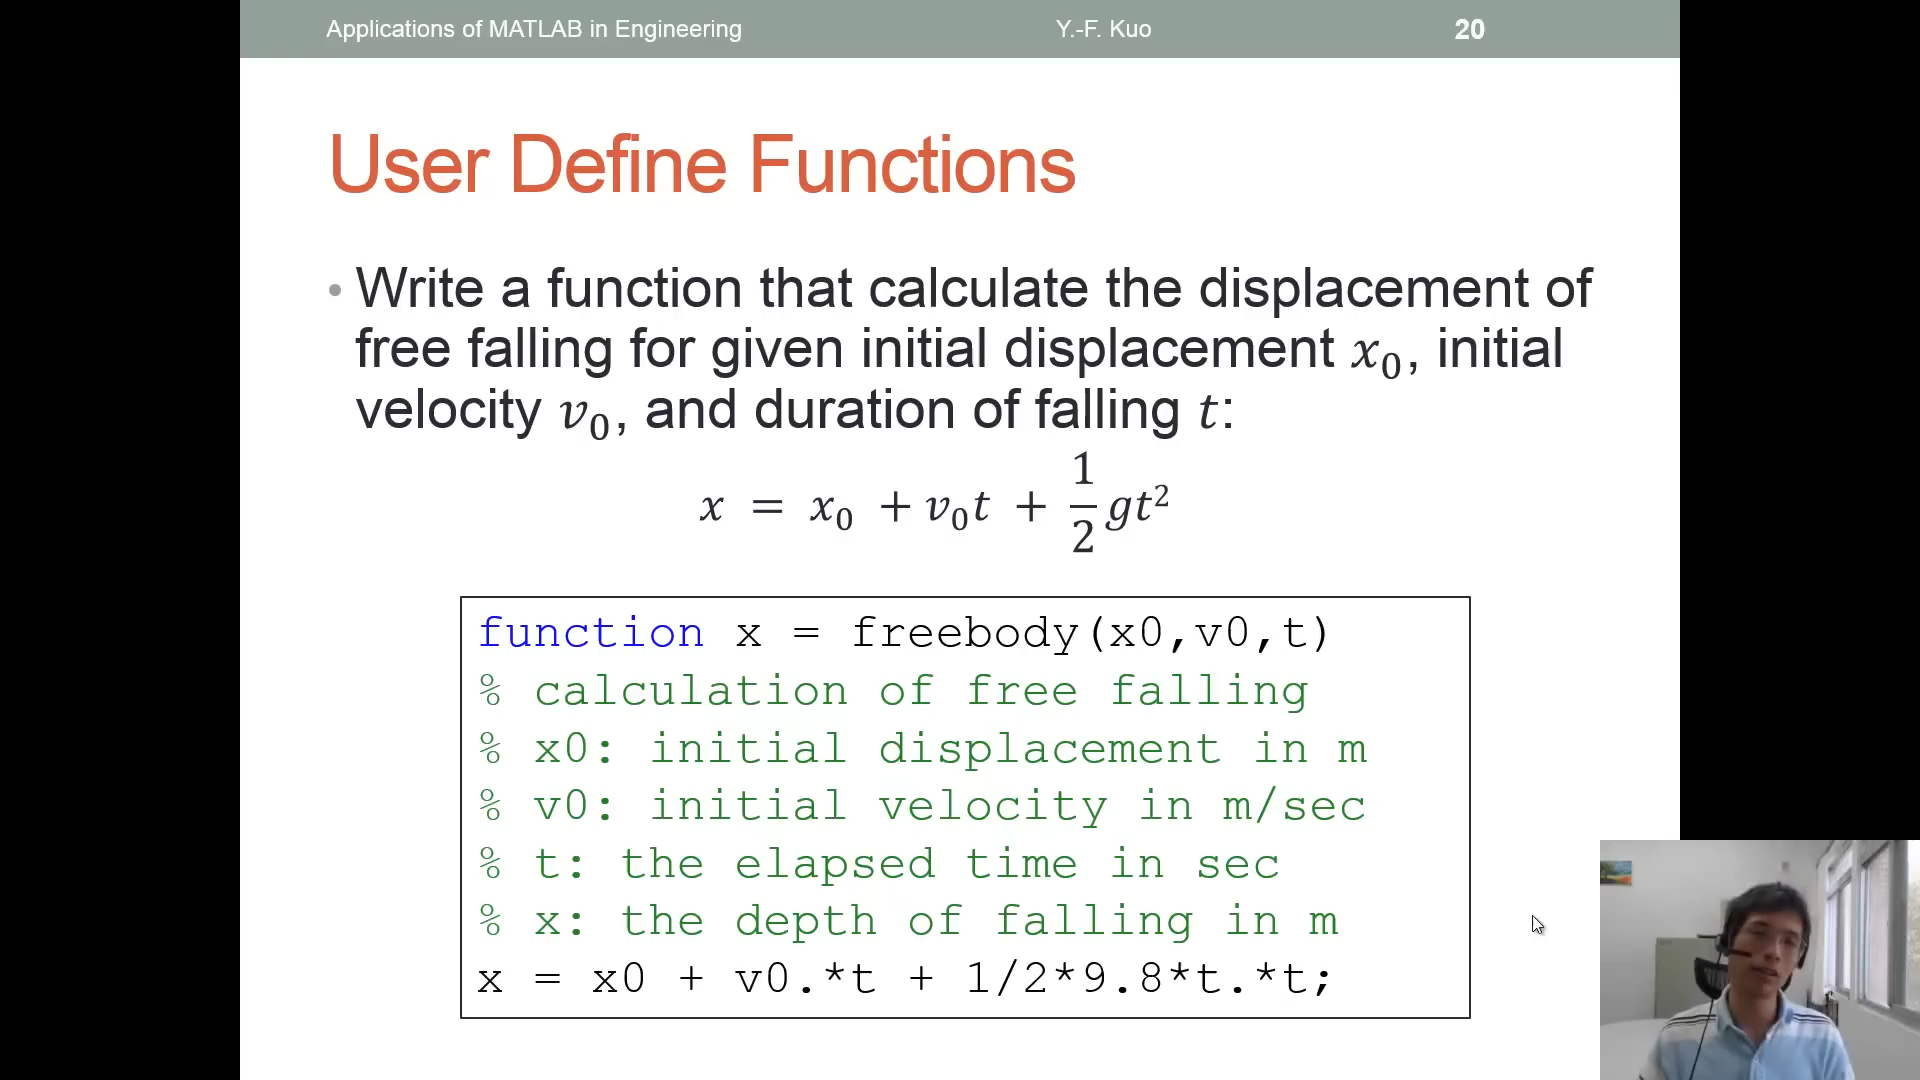 Applications of MATLAB in Engineering Y.-F. Kuo 20
User Define Functions
• Write a function that calculate the displacement of
free falling for given initial displacement x₀, initial
velocity v₀, and duration of falling t:
x = x₀ + v₀t + 1/2 gt²
function x = freebody(x0,v0,t)
% calculation of free falling
% x0: initial displacement in m
% v0: initial velocity in m/sec
% t: the elapsed time in sec
% x: the depth of falling in m
x = x0 + v0.*t + 1/2*9.8*t.*t;